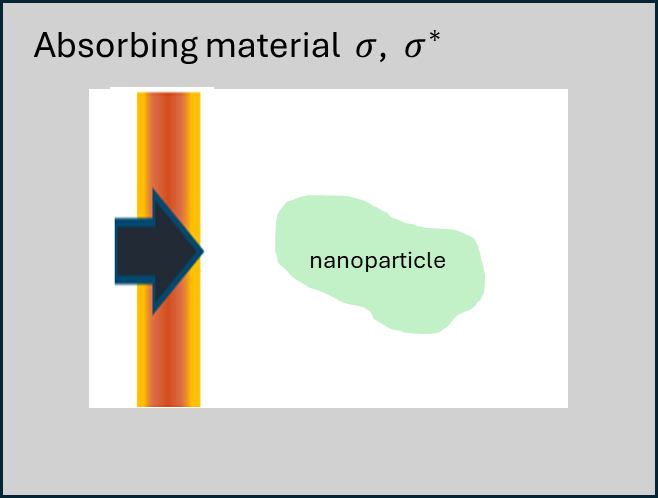 Absorbing material σ, σ*
nanoparticle